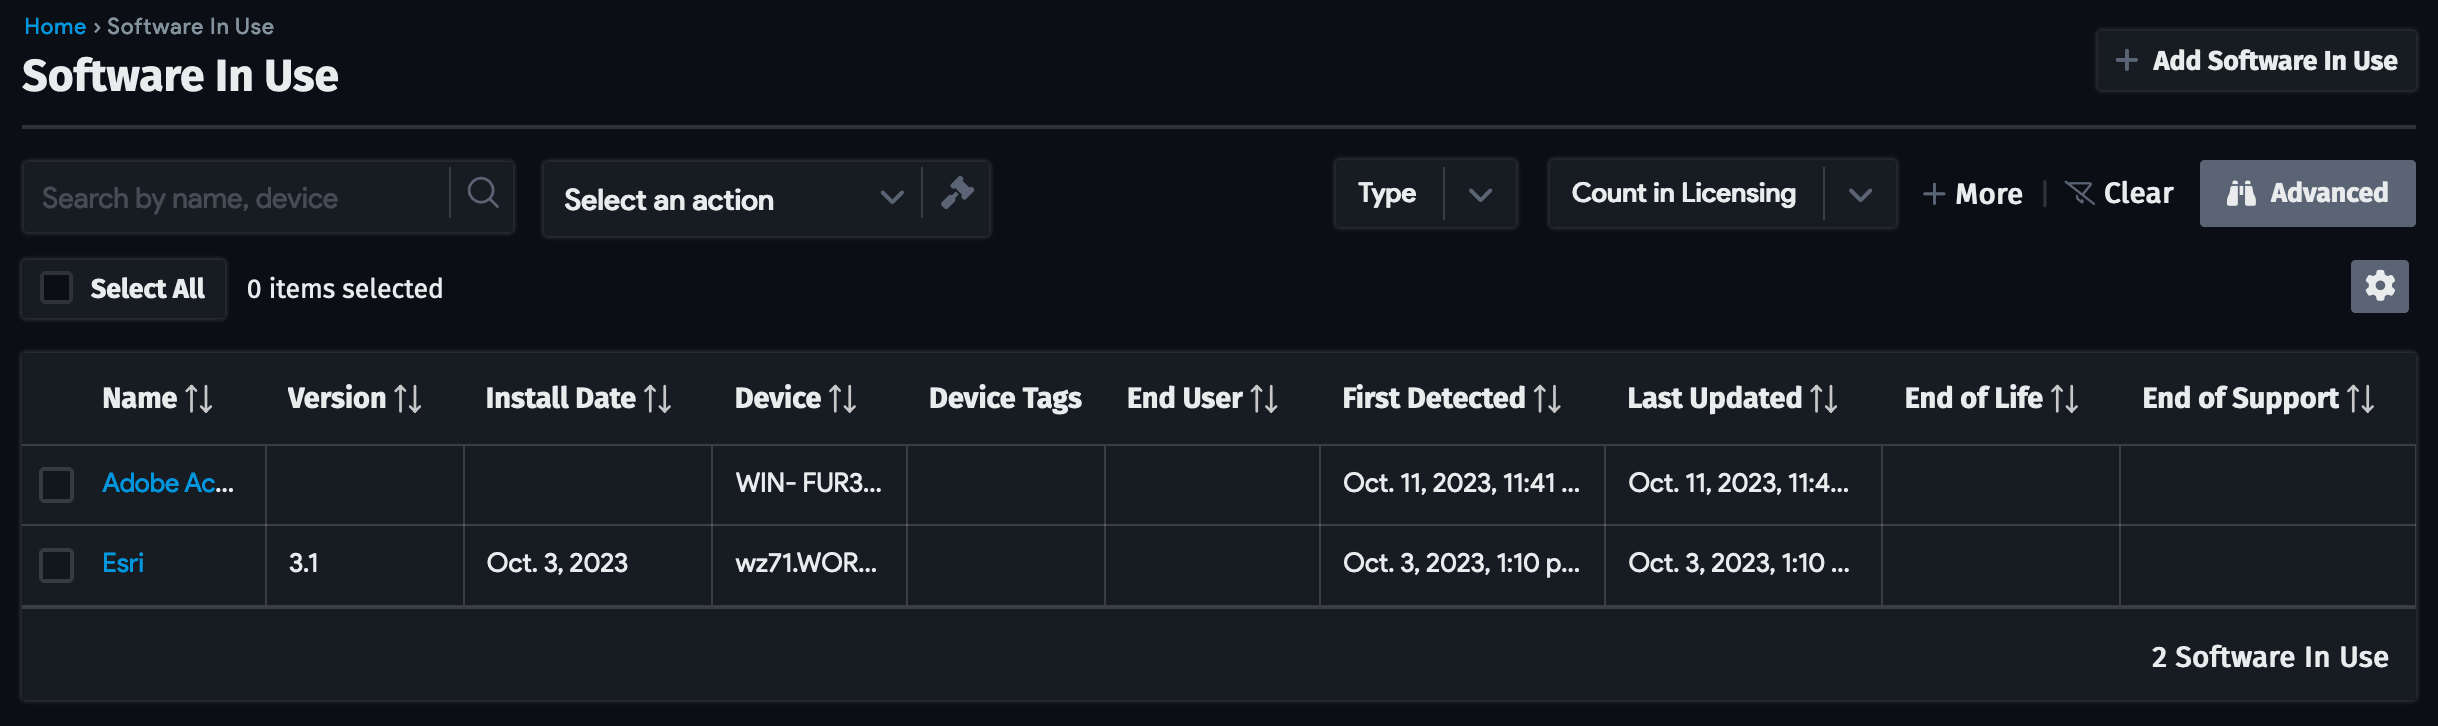 Home › Software In Use
Software In Use
+ Add Software In Use
Search by name, device
Select an action
Type
Count in Licensing
+ More
Clear
Advanced
Select All
0 items selected
Name Version Install Date Device Device Tags End User First Detected Last Updated End of Life End of Support
Adobe Ac... WIN- FUR3... Oct. 11, 2023, 11:41 ... Oct. 11, 2023, 11:4...
Esri 3.1 Oct. 3, 2023 wz71.WOR... Oct. 3, 2023, 1:10 p... Oct. 3, 2023, 1:10 ...
2 Software In Use